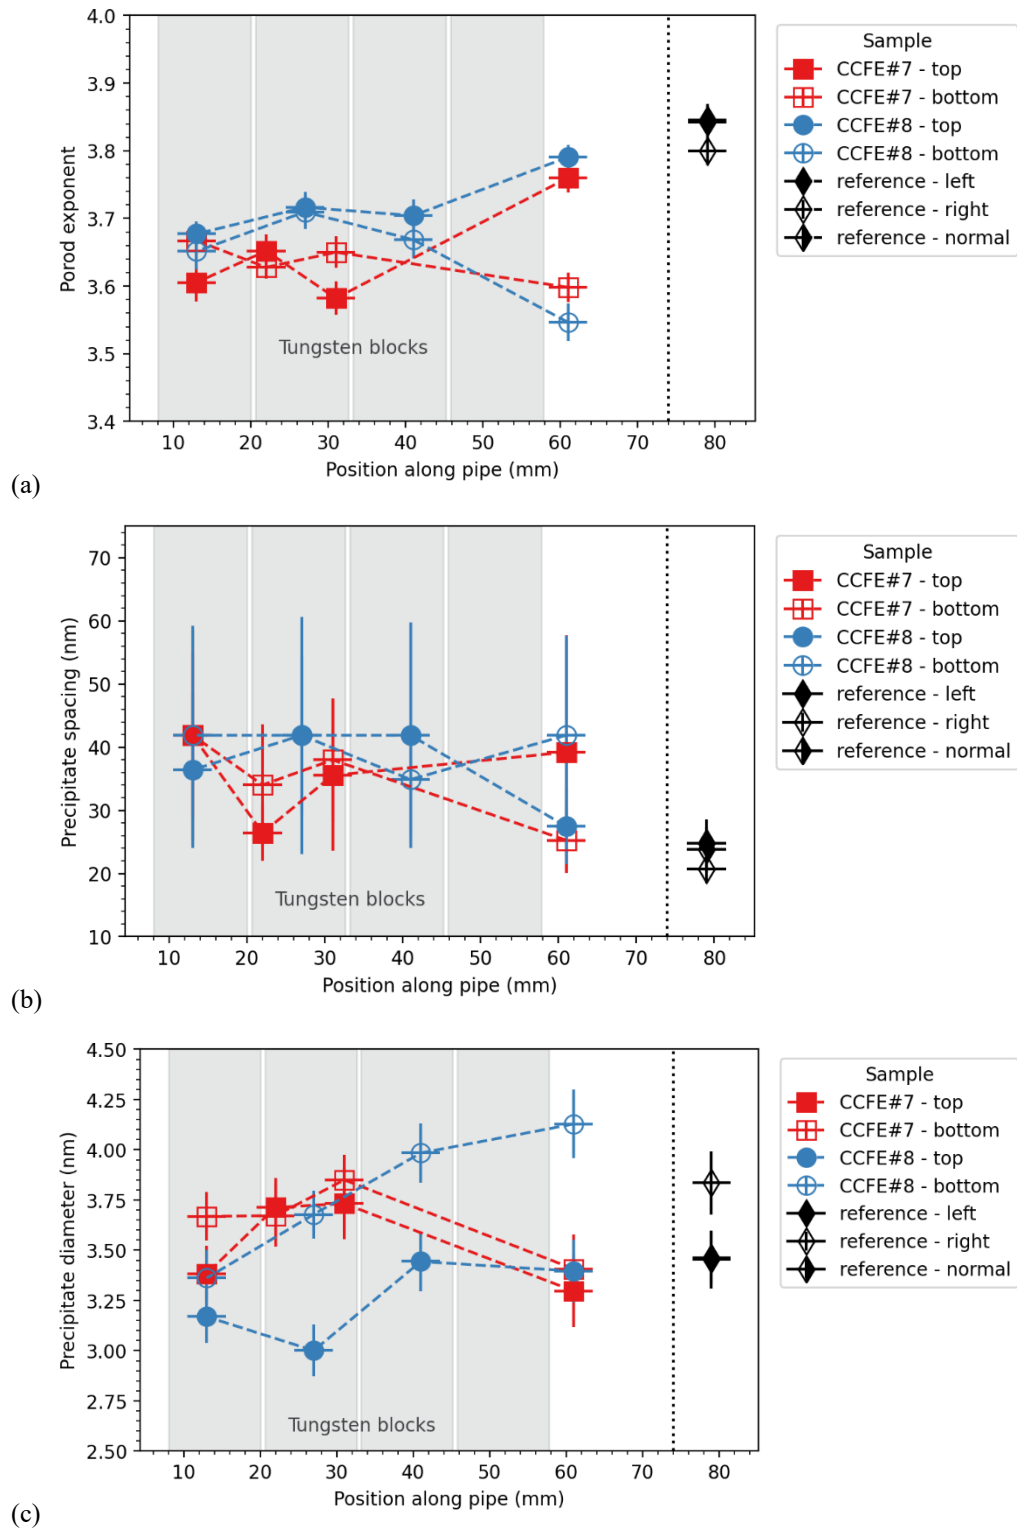 4.0
3.9
3.8
3.7
3.6
3.5
3.4
Porod exponent
Tungsten blocks
10 20 30 40 50 60 70 80
Position along pipe (mm)
Sample
CCFE#7 - top
CCFE#7 - bottom
CCFE#8 - top
CCFE#8 - bottom
reference - left
reference - right
reference - normal
(a)
70
60
50
40
30
20
10
Precipitate spacing (nm)
Tungsten blocks
10 20 30 40 50 60 70 80
Position along pipe (mm)
Sample
CCFE#7 - top
CCFE#7 - bottom
CCFE#8 - top
CCFE#8 - bottom
reference - left
reference - right
reference - normal
(b)
4.50
4.25
4.00
3.75
3.50
3.25
3.00
2.75
2.50
Precipitate diameter (nm)
Tungsten blocks
10 20 30 40 50 60 70 80
Position along pipe (mm)
Sample
CCFE#7 - top
CCFE#7 - bottom
CCFE#8 - top
CCFE#8 - bottom
reference - left
reference - right
reference - normal
(c)